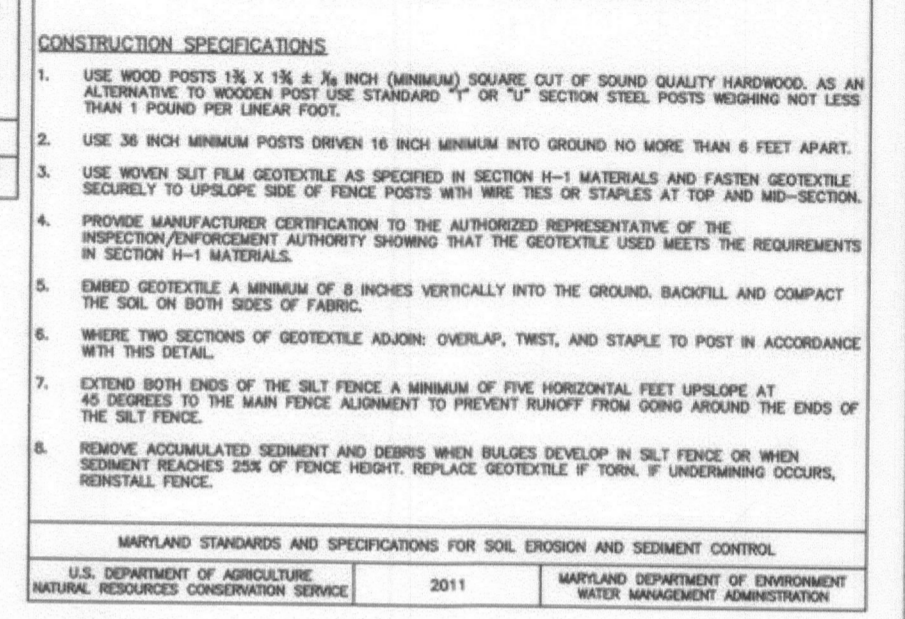 CONSTRUCTION SPECIFICATIONS
1. USE WOOD POSTS 1¾ X 1¾ ± 1/16 INCH (MINIMUM) SQUARE CUT OF SOUND QUALITY HARDWOOD. AS AN
ALTERNATIVE TO WOODEN POST USE STANDARD "T" OR "U" SECTION STEEL POSTS WEIGHING NOT LESS
THAN 1 POUND PER LINEAR FOOT.
2. USE 36 INCH MINIMUM POSTS DRIVEN 16 INCH MINIMUM INTO GROUND NO MORE THAN 6 FEET APART.
3. USE WOVEN SLIT FILM GEOTEXTILE AS SPECIFIED IN SECTION H-1 MATERIALS AND FASTEN GEOTEXTILE
SECURELY TO UPSLOPE SIDE OF FENCE POSTS WITH WIRE TIES OR STAPLES AT TOP AND MID-SECTION.
4. PROVIDE MANUFACTURER CERTIFICATION TO THE AUTHORIZED REPRESENTATIVE OF THE
INSPECTION/ENFORCEMENT AUTHORITY SHOWING THAT THE GEOTEXTILE USED MEETS THE REQUIREMENTS
IN SECTION H-1 MATERIALS.
5. EMBED GEOTEXTILE A MINIMUM OF 8 INCHES VERTICALLY INTO THE GROUND. BACKFILL AND COMPACT
THE SOIL ON BOTH SIDES OF FABRIC.
6. WHERE TWO SECTIONS OF GEOTEXTILE ADJOIN: OVERLAP, TWIST, AND STAPLE TO POST IN ACCORDANCE
WITH THIS DETAIL.
7. EXTEND BOTH ENDS OF THE SILT FENCE A MINIMUM OF FIVE HORIZONTAL FEET UPSLOPE AT
45 DEGREES TO THE MAIN FENCE ALIGNMENT TO PREVENT RUNOFF FROM GOING AROUND THE ENDS OF
THE SILT FENCE.
8. REMOVE ACCUMULATED SEDIMENT AND DEBRIS WHEN BULGES DEVELOP IN SILT FENCE OR WHEN
SEDIMENT REACHES 25% OF FENCE HEIGHT. REPLACE GEOTEXTILE IF TORN. IF UNDERMINING OCCURS,
REINSTALL FENCE.
MARYLAND STANDARDS AND SPECIFICATIONS FOR SOIL EROSION AND SEDIMENT CONTROL
U.S. DEPARTMENT OF AGRICULTURE
NATURAL RESOURCES CONSERVATION SERVICE
2011
MARYLAND DEPARTMENT OF ENVIRONMENT
WATER MANAGEMENT ADMINISTRATION